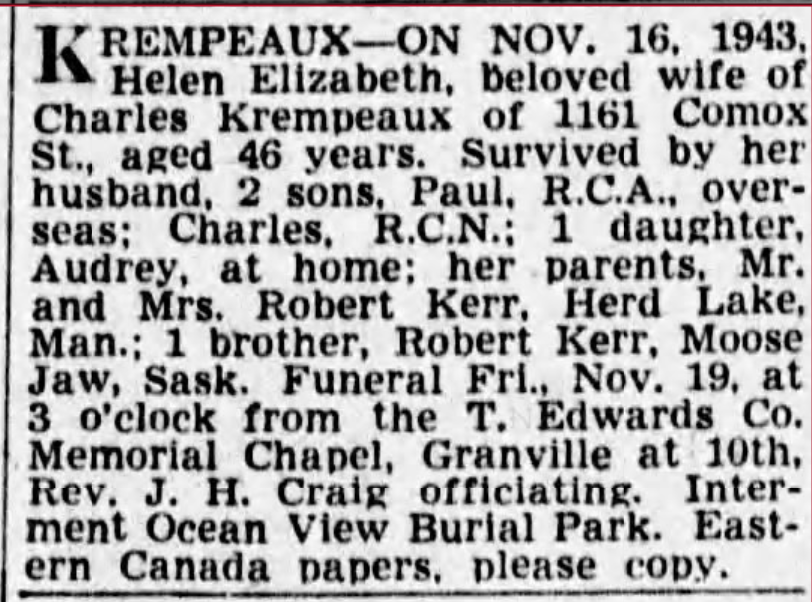 KREMPEAUX—ON NOV. 16, 1943,
Helen Elizabeth, beloved wife of
Charles Krempeaux of 1161 Comox
St., aged 46 years. Survived by her
husband, 2 sons, Paul, R.C.A., over-
seas; Charles, R.C.N.; 1 daughter,
Audrey, at home; her parents, Mr.
and Mrs. Robert Kerr, Herd Lake,
Man.; 1 brother, Robert Kerr, Moose
Jaw, Sask. Funeral Fri., Nov. 19, at
3 o'clock from the T. Edwards Co.
Memorial Chapel, Granville at 10th,
Rev. J. H. Craig officiating. Inter-
ment Ocean View Burial Park. East-
ern Canada papers, please copy.